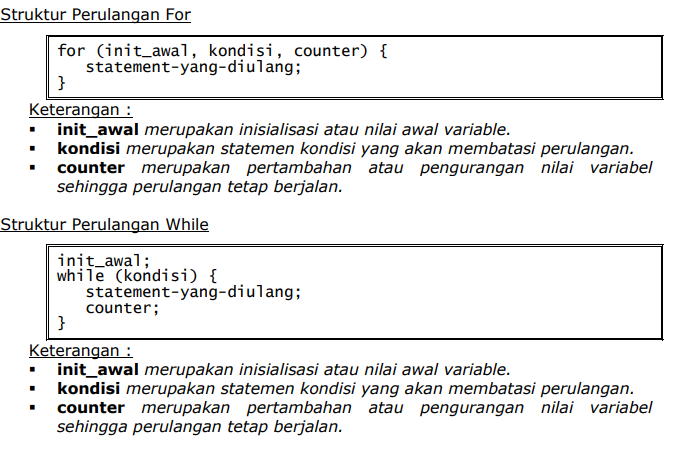 Struktur Perulangan For
for (init_awal, kondisi, counter) {
statement-yang-diulang;
}
Keterangan :
▪ init_awal merupakan inisialisasi atau nilai awal variable.
▪ kondisi merupakan statemen kondisi yang akan membatasi perulangan.
▪ counter merupakan pertambahan atau pengurangan nilai variabel
sehingga perulangan tetap berjalan.
Struktur Perulangan While
init_awal;
while (kondisi) {
statement-yang-diulang;
counter;
}
Keterangan :
▪ init_awal merupakan inisialisasi atau nilai awal variable.
▪ kondisi merupakan statemen kondisi yang akan membatasi perulangan.
▪ counter merupakan pertambahan atau pengurangan nilai variabel
sehingga perulangan tetap berjalan.